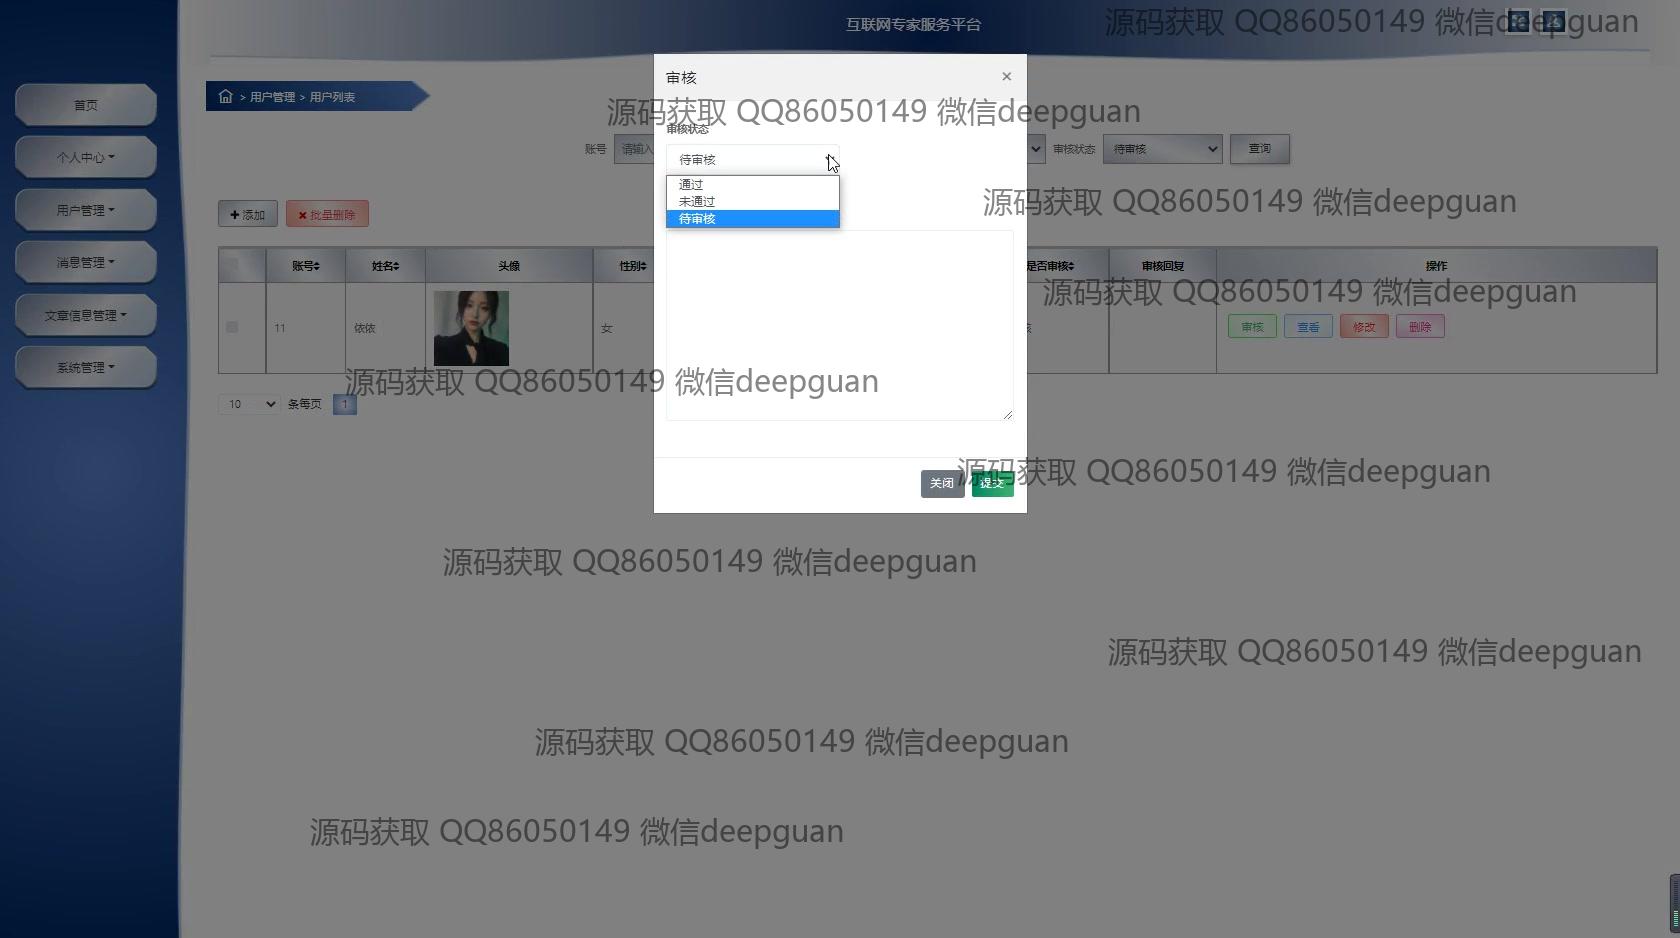 互联网专家服务平台
源码获取 QQ86050149 微信deepguan
审核
×
首页
> 用户管理 > 用户列表
源码获取 QQ86050149 微信deepguan
审核状态
个人中心
账号 请输入
待审核
审核状态 待审核 查询
通过
未通过
待审核
用户管理
添加 批量删除
源码获取 QQ86050149 微信deepguan
消息管理
账号 姓名 头像 性别 是否审核 审核回复 操作
源码获取 QQ86050149 微信deepguan
文章信息管理
11 依依 女 审核 查看 修改 删除
系统管理
源码获取 QQ86050149 微信deepguan
10 条每页 1
源码获取 QQ86050149 微信deepguan
关闭 提交
源码获取 QQ86050149 微信deepguan
源码获取 QQ86050149 微信deepguan
源码获取 QQ86050149 微信deepguan
源码获取 QQ86050149 微信deepguan